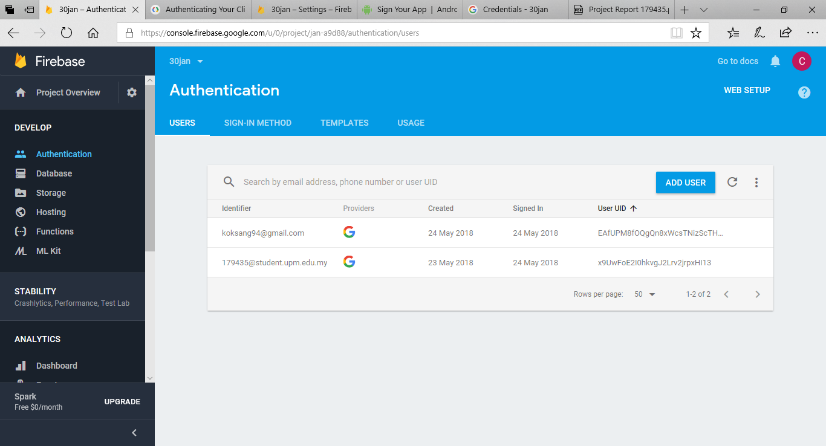 30jan – Authenticat
Authenticating Your Cli
30jan – Settings – Fireb
Sign Your App | Andro
Credentials - 30jan
Project Report 179435.p
https://console.firebase.google.com/u/0/project/jan-a9d88/authentication/users
Firebase
30jan
Go to docs
C
Project Overview
Authentication
WEB SETUP
DEVELOP
USERS
SIGN-IN METHOD
TEMPLATES
USAGE
Authentication
Database
Storage
Hosting
Functions
ML Kit
Search by email address, phone number or user UID
ADD USER
Identifier
Providers
Created
Signed In
User UID
koksang94@gmail.com
24 May 2018
24 May 2018
179435@student.upm.edu.my
23 May 2018
24 May 2018
Rows per page:
50
1-2 of 2
STABILITY
Crashlytics, Performance, Test Lab
ANALYTICS
Dashboard
Spark
Free $0/month
UPGRADE